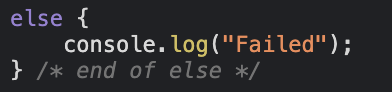 else {
    console.log("Failed");
} /* end of else */